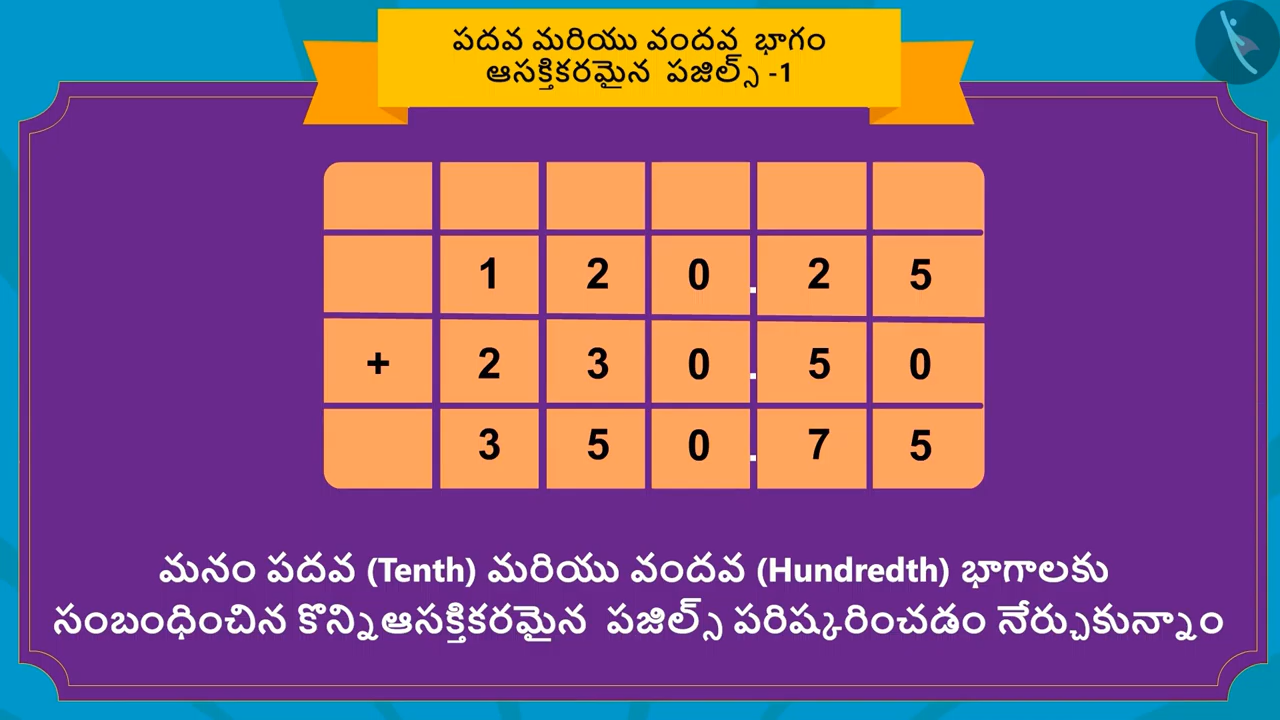 పదవ మరియు వందవ భాగం
ఆసక్తికరమైన పజిల్స్ -1
1 2 0 . 2 5
+ 2 3 0 . 5 0
3 5 0 . 7 5
మనం పదవ (Tenth) మరియు వందవ (Hundredth) భాగాలకు
సంబంధించిన కొన్ని ఆసక్తికరమైన పజిల్స్ పరిష్కరించడం నేర్చుకున్నాం